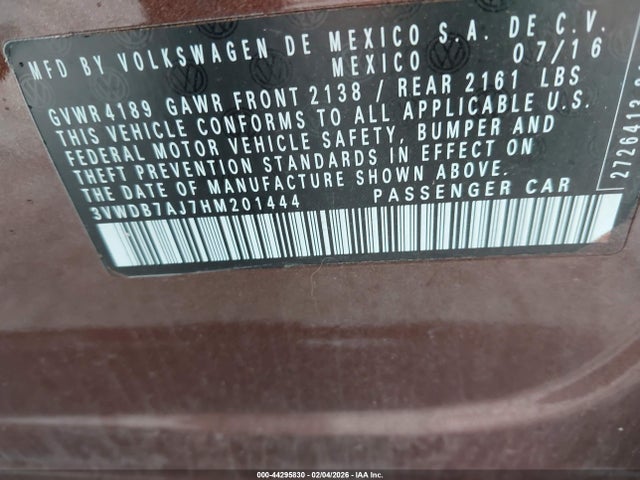 MFD BY VOLKSWAGEN DE MEXICO S.A. DE C.V.
MEXICO 07/16
GVWR 4189 GAWR FRONT 2138 / REAR 2161 LBS
THIS VEHICLE CONFORMS TO ALL APPLICABLE U.S.
FEDERAL MOTOR VEHICLE SAFETY, BUMPER AND
THEFT PREVENTION STANDARDS IN EFFECT ON
THE DATE OF MANUFACTURE SHOWN ABOVE.
3VWDB7AJ7HM201444 PASSENGER CAR
000-44295830 - 02/04/2026 - IAA Inc.